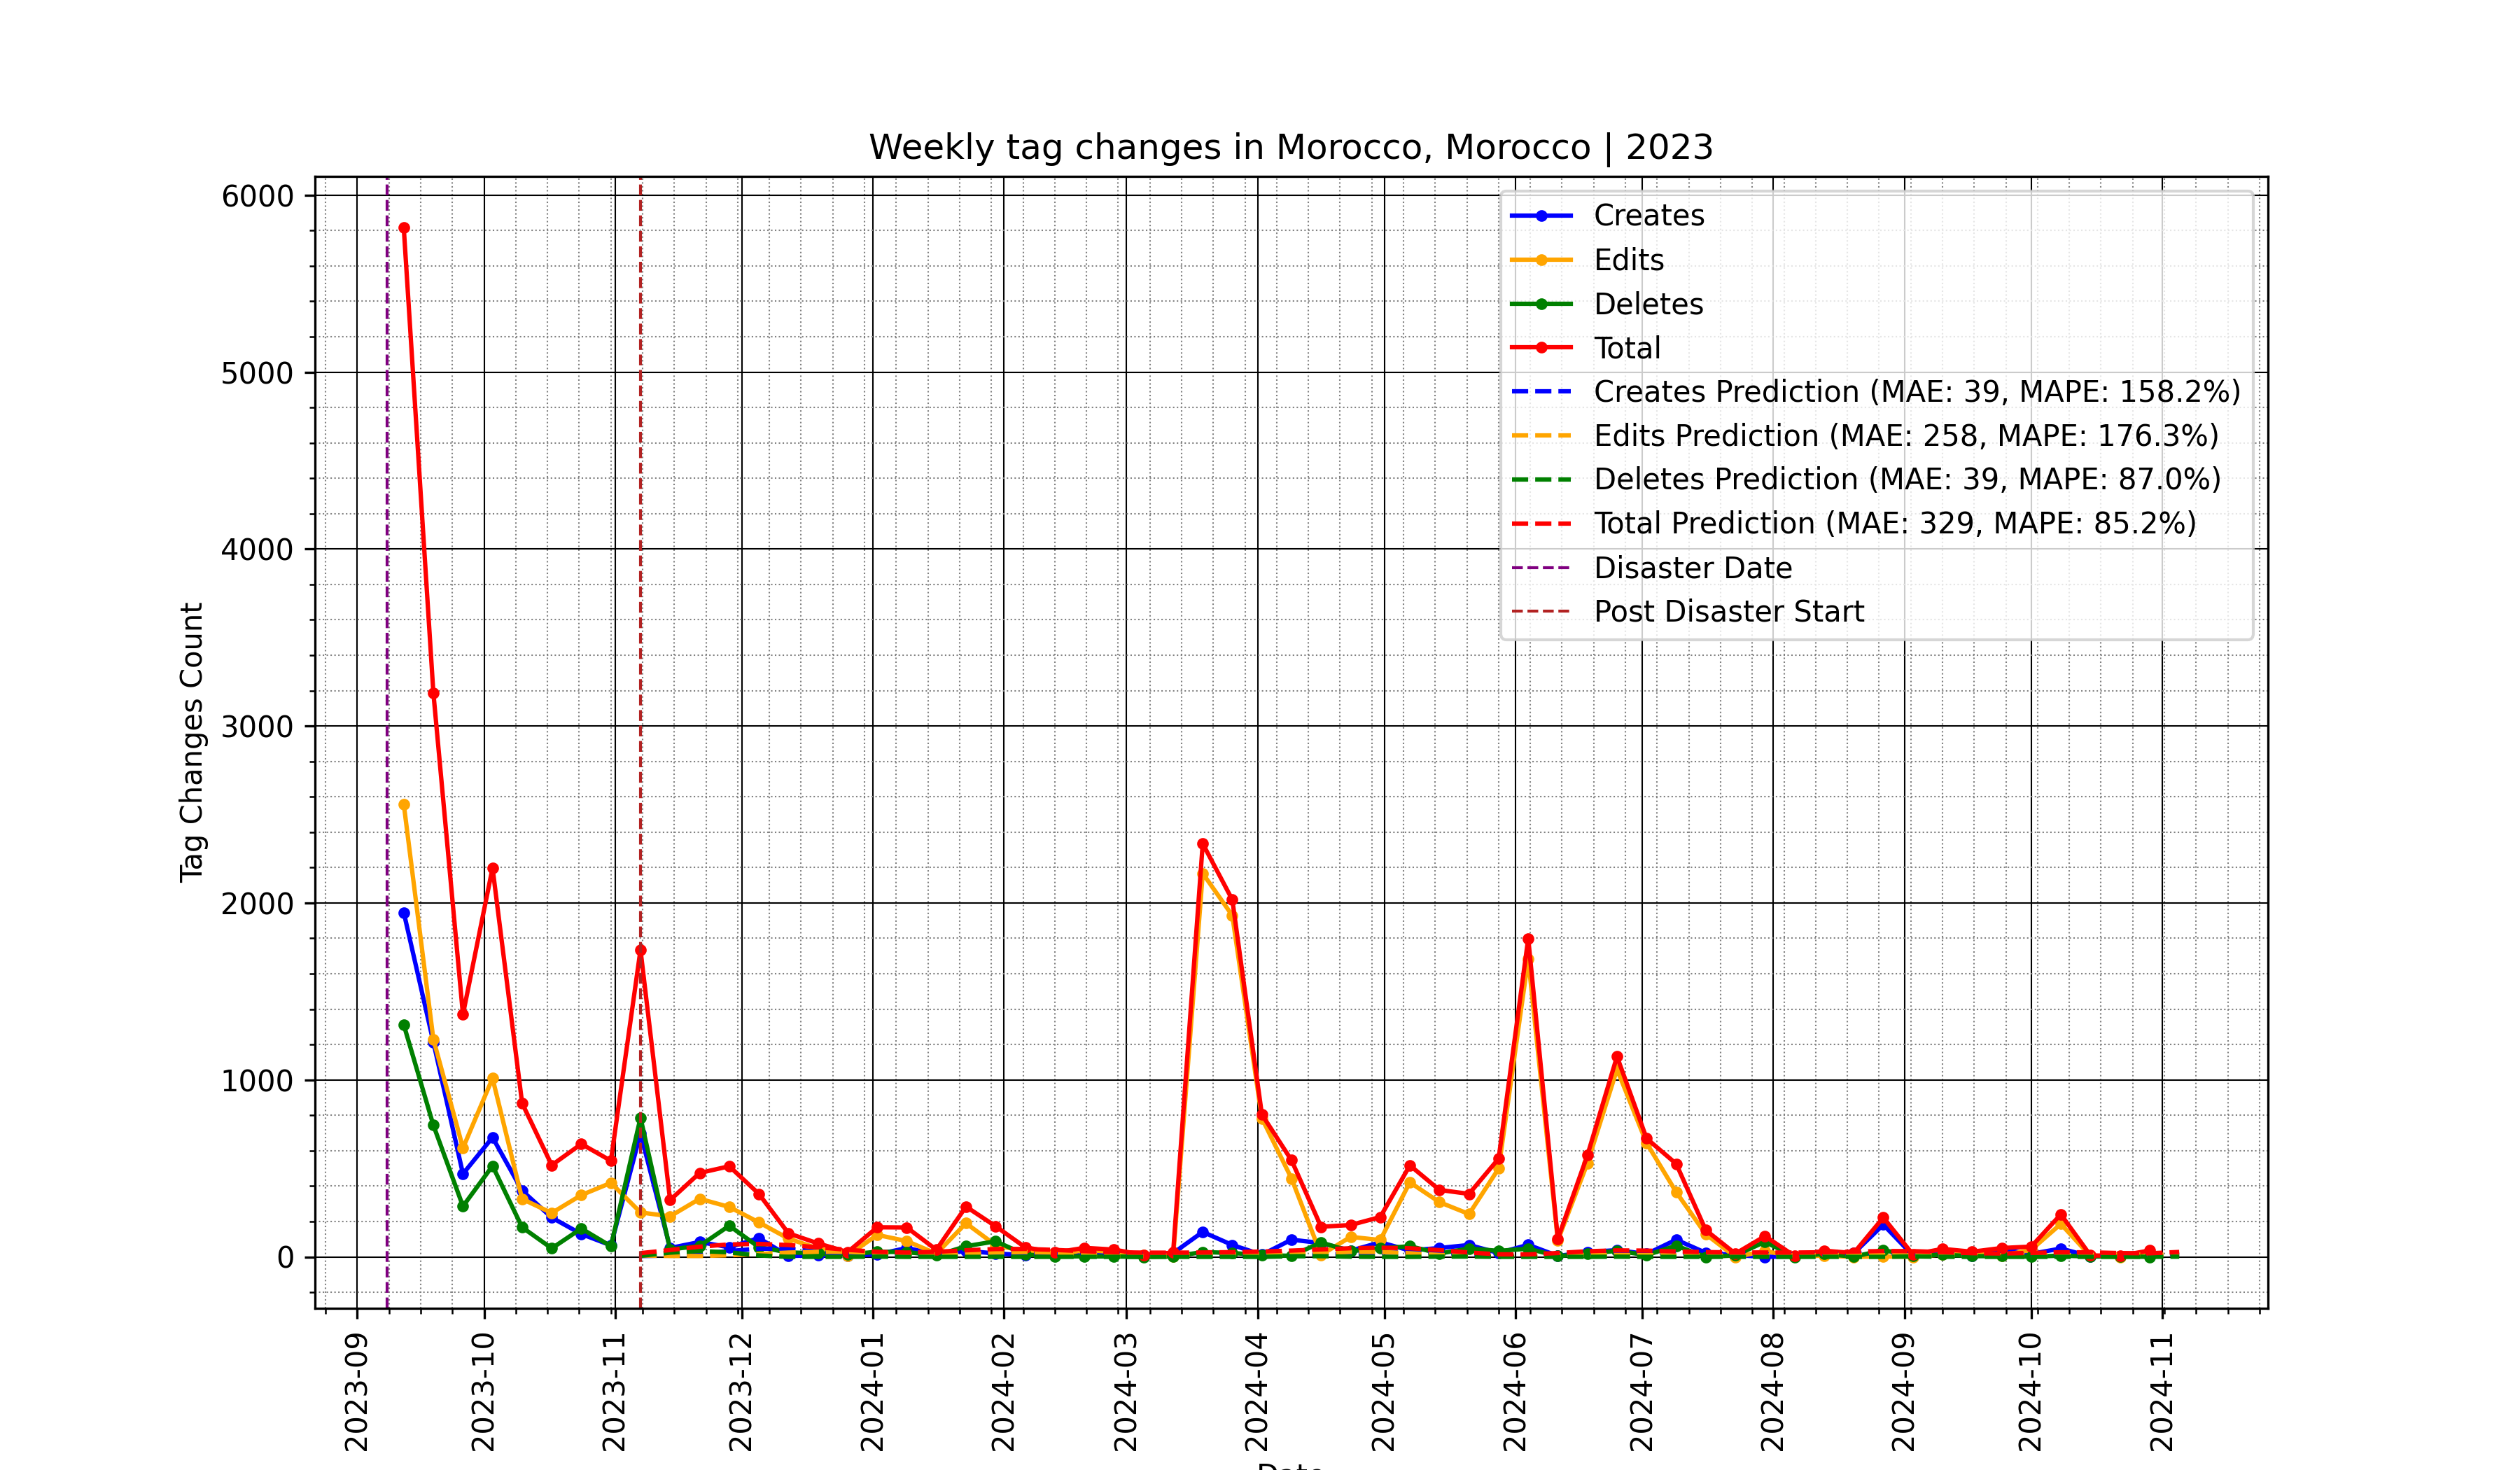 Weekly tag changes in Morocco, Morocco | 2023
Tag Changes Count
6000
5000
4000
3000
2000
1000
0
Creates
Edits
Deletes
Total
Creates Prediction (MAE: 39, MAPE: 158.2%)
Edits Prediction (MAE: 258, MAPE: 176.3%)
Deletes Prediction (MAE: 39, MAPE: 87.0%)
Total Prediction (MAE: 329, MAPE: 85.2%)
Disaster Date
Post Disaster Start
2023-09
2023-10
2023-11
2023-12
2024-01
2024-02
2024-03
2024-04
2024-05
2024-06
2024-07
2024-08
2024-09
2024-10
2024-11
Date